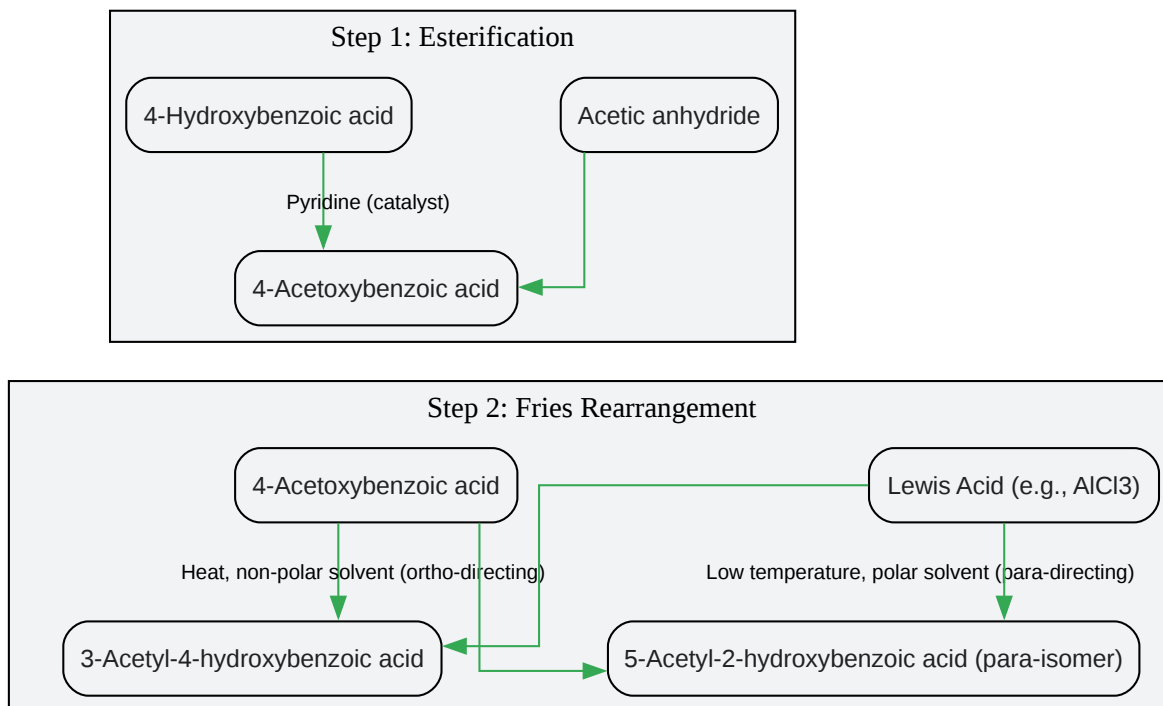 Step 1: Esterification
4-Hydroxybenzoic acid
Acetic anhydride
Pyridine (catalyst)
4-Acetoxybenzoic acid
Step 2: Fries Rearrangement
4-Acetoxybenzoic acid
Lewis Acid (e.g., AlCl3)
Heat, non-polar solvent (ortho-directing)
Low temperature, polar solvent (para-directing)
3-Acetyl-4-hydroxybenzoic acid
5-Acetyl-2-hydroxybenzoic acid (para-isomer)